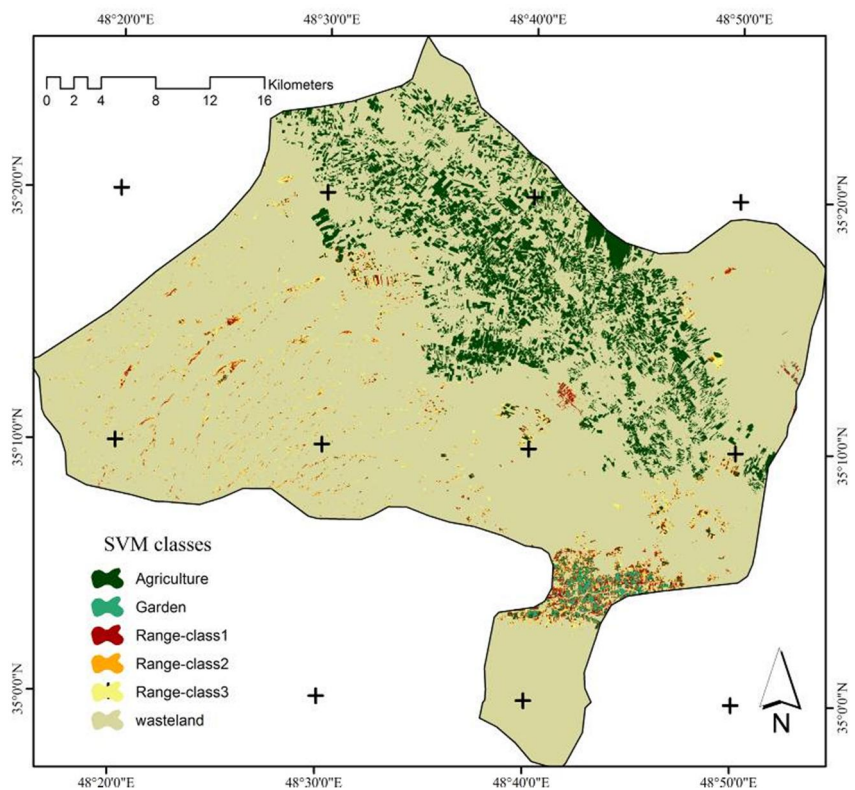 48°20'0"E 48°30'0"E 48°40'0"E 48°50'0"E
Kilometers
0 2 4 8 12 16
35°20'0"N
35°20'0"N
35°10'0"N
35°10'0"N
SVM classes
Agriculture
Garden
Range-class1
Range-class2
Range-class3
wasteland
35°0'0"N
35°0'0"N
N
48°20'0"E 48°30'0"E 48°40'0"E 48°50'0"E